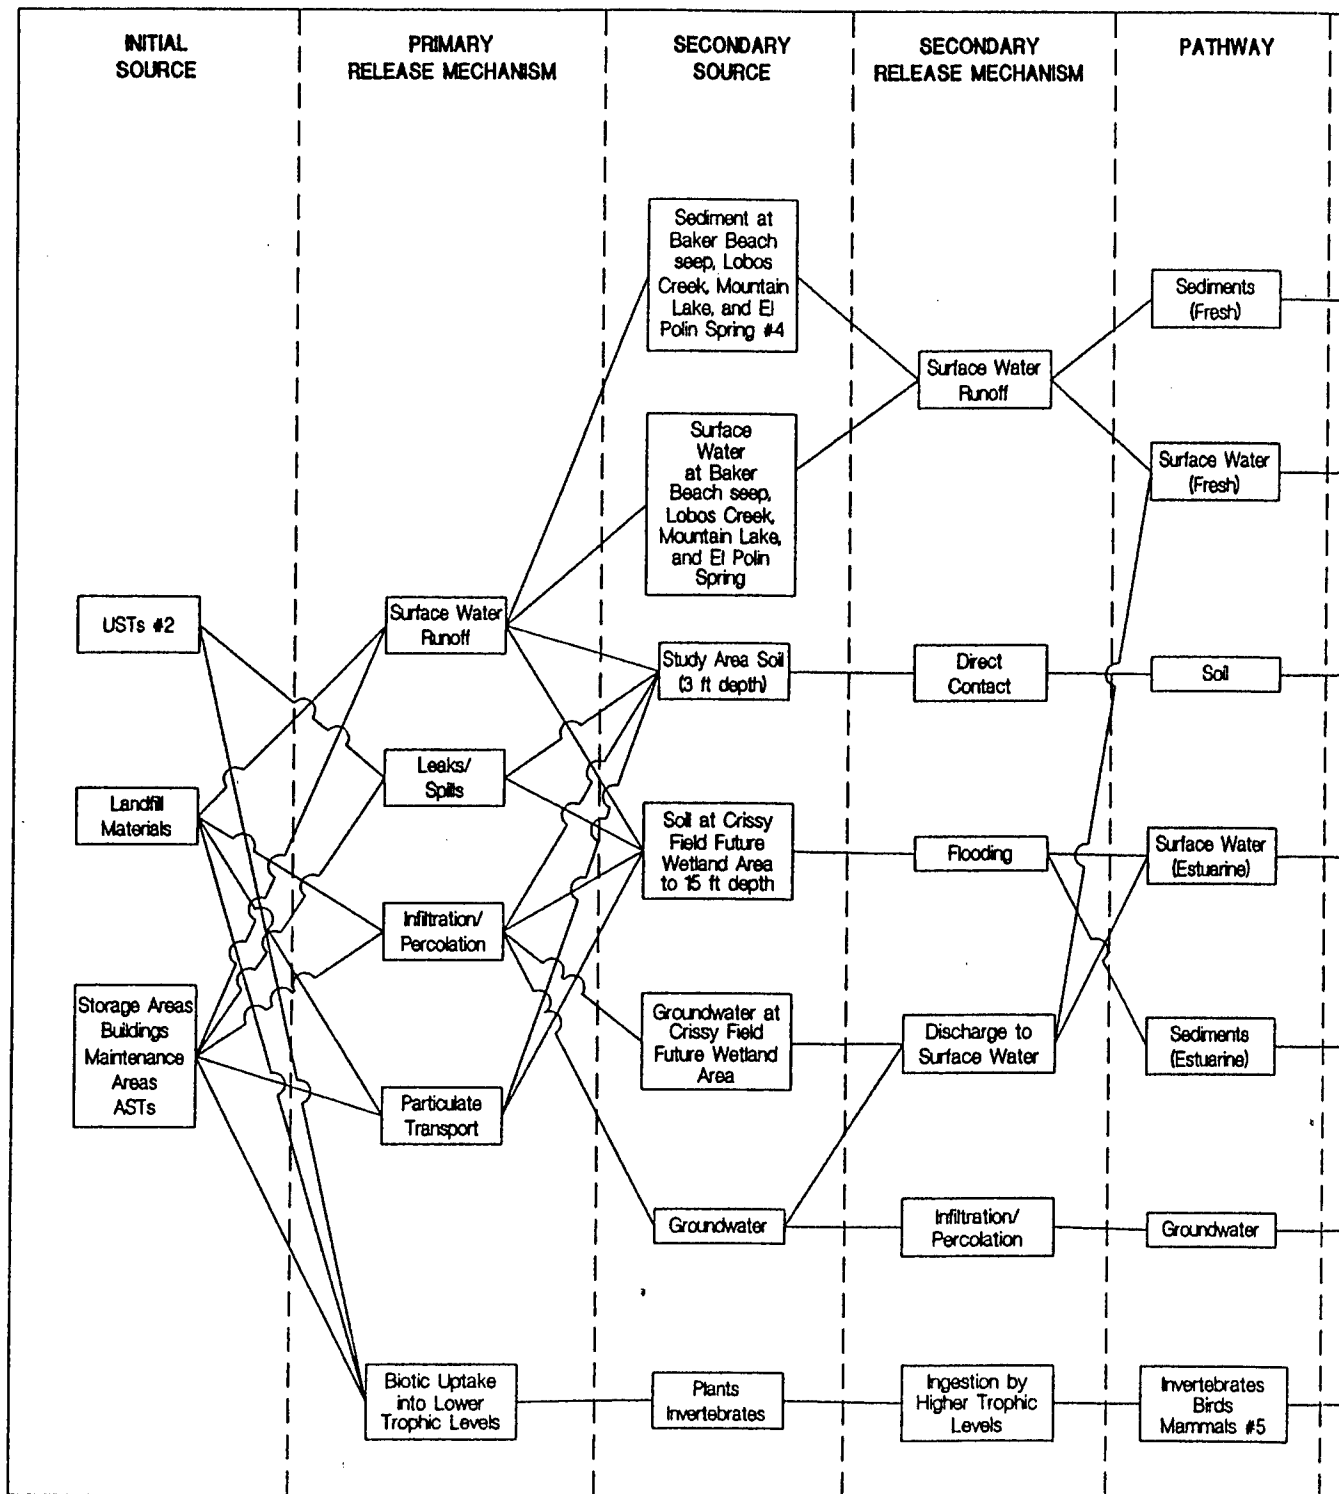 INITIAL
SOURCE
PRIMARY
RELEASE MECHANISM
SECONDARY
SOURCE
SECONDARY
RELEASE MECHANISM
PATHWAY
USTs #2
Landfill
Materials
Storage Areas
Buildings
Maintenance
Areas
ASTs
Surface Water
Runoff
Leaks/
Spills
Infiltration/
Percolation
Particulate
Transport
Biotic Uptake
into Lower
Trophic Levels
Sediment at
Baker Beach
seep, Lobos
Creek, Mountain
Lake, and El
Polin Spring #4
Surface
Water
at Baker
Beach seep,
Lobos Creek,
Mountain Lake,
and El Polin
Spring
Study Area Soil
(3 ft depth)
Soil at Crissy
Field Future
Wetland Area
to 15 ft depth
Groundwater at
Crissy Field
Future Wetland
Area
Groundwater
Plants
Invertebrates
Surface Water
Runoff
Direct
Contact
Flooding
Discharge to
Surface Water
Infiltration/
Percolation
Ingestion by
Higher Trophic
Levels
Sediments
(Fresh)
Surface Water
(Fresh)
Soil
Surface Water
(Estuarine)
Sediments
(Estuarine)
Groundwater
Invertebrates
Birds
Mammals #5